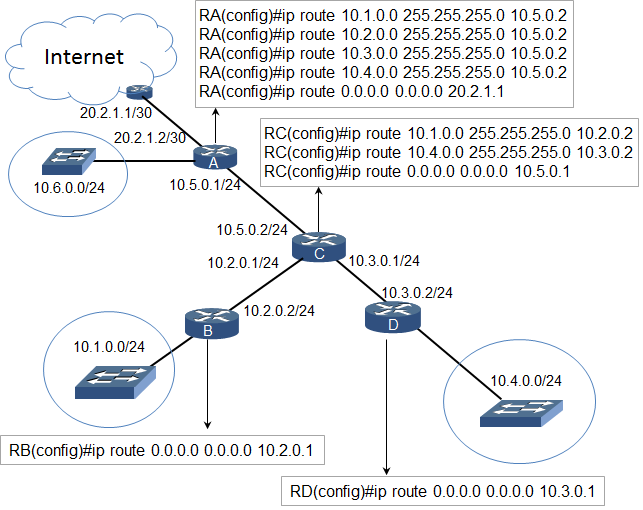 RA(config)#ip route 10.1.0.0 255.255.255.0 10.5.0.2
RA(config)#ip route 10.2.0.0 255.255.255.0 10.5.0.2
RA(config)#ip route 10.3.0.0 255.255.255.0 10.5.0.2
RA(config)#ip route 10.4.0.0 255.255.255.0 10.5.0.2
RA(config)#ip route 0.0.0.0 0.0.0.0 20.2.1.1
Internet
20.2.1.1/30
20.2.1.2/30
RC(config)#ip route 10.1.0.0 255.255.255.0 10.2.0.2
RC(config)#ip route 10.4.0.0 255.255.255.0 10.3.0.2
RC(config)#ip route 0.0.0.0 0.0.0.0 10.5.0.1
A
10.6.0.0/24
10.5.0.1/24
10.5.0.2/24
C
10.2.0.1/24
10.3.0.1/24
10.3.0.2/24
10.2.0.2/24
B
D
10.1.0.0/24
10.4.0.0/24
RB(config)#ip route 0.0.0.0 0.0.0.0 10.2.0.1
RD(config)#ip route 0.0.0.0 0.0.0.0 10.3.0.1